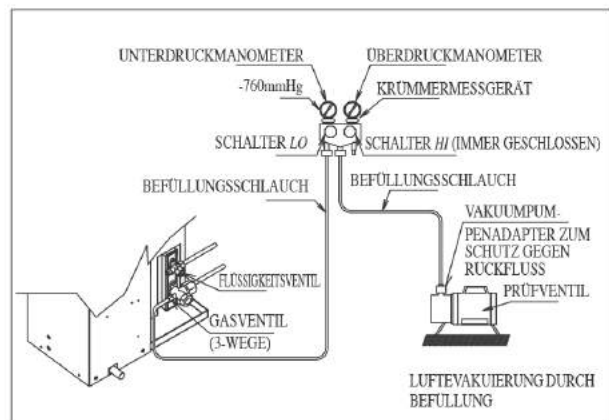 UNTERDRUCKMANOMETER
ÜBERDRUCKMANOMETER
-760mmHg
KRÜMMERMESSGERÄT
SCHALTER LO
SCHALTER HI (IMMER GESCHLOSSEN)
BEFÜLLUNGSSCHLAUCH
BEFÜLLUNGSSCHLAUCH
VAKUUMPUM-
PENADAPTER ZUM
SCHUTZ GEGEN
RÜCKFLUSS
PRÜFVENTIL
FLÜSSIGKEITSVENTIL
GASVENTIL
(3-WEGE)
LUFTEVAKUIERUNG DURCH
BEFÜLLUNG